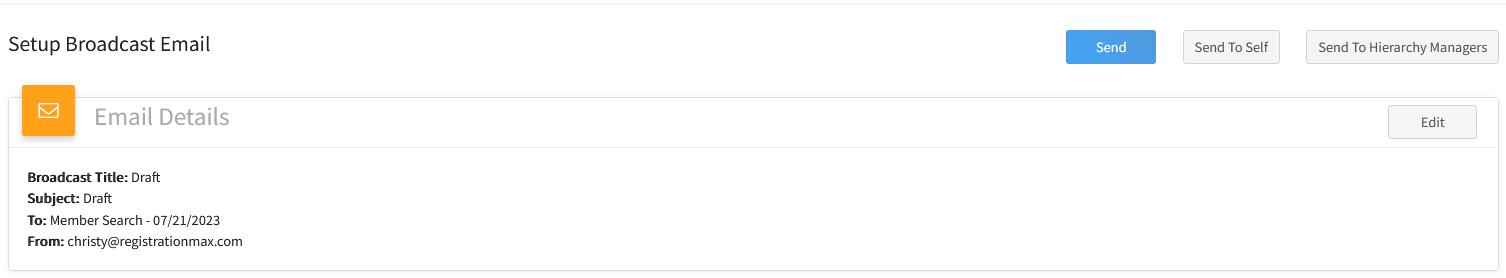 Setup Broadcast Email
Send
Send To Self
Send To Hierarchy Managers
Email Details
Edit
Broadcast Title: Draft
Subject: Draft
To: Member Search - 07/21/2023
From: christy@registrationmax.com